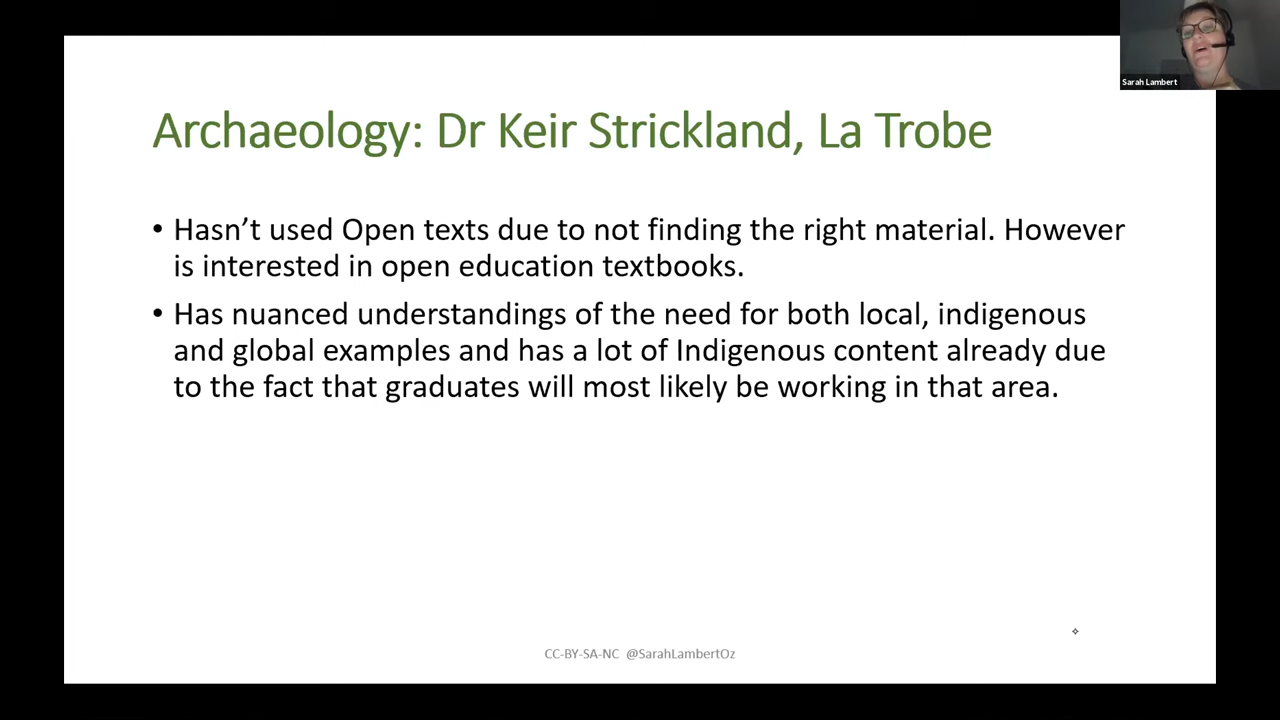 Sarah Lambert
Archaeology: Dr Keir Strickland, La Trobe
• Hasn’t used Open texts due to not finding the right material. However
is interested in open education textbooks.
• Has nuanced understandings of the need for both local, indigenous
and global examples and has a lot of Indigenous content already due
to the fact that graduates will most likely be working in that area.
CC-BY-SA-NC @SarahLambertOz